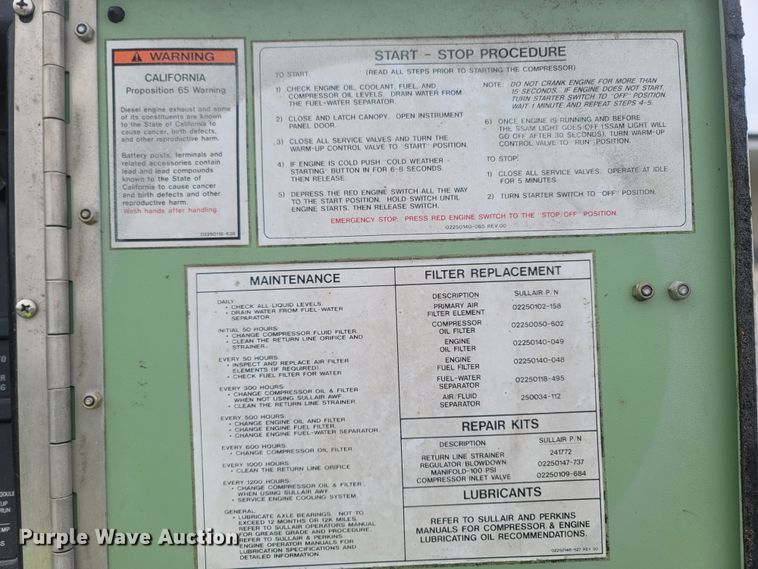 WARNING
CALIFORNIA
Proposition 65 Warning
Diesel engine exhaust and some
of its constituents are known
to the State of California to
cause cancer, birth defects,
and other reproductive harm.
Battery posts, terminals and
related accessories contain
lead and lead compounds
known to the State of
California to cause cancer
and birth defects and other
reproductive harm.
Wash hands after handling.
02250118-628
START - STOP PROCEDURE
(READ ALL STEPS PRIOR TO STARTING THE COMPRESSOR)
TO START
1) CHECK ENGINE OIL, COOLANT, FUEL, AND
COMPRESSOR OIL LEVELS. DRAIN WATER FROM
THE FUEL-WATER SEPARATOR.
2) CLOSE AND LATCH CANOPY. OPEN INSTRUMENT
PANEL DOOR.
3) CLOSE ALL SERVICE VALVES AND TURN THE
WARM-UP CONTROL VALVE TO "START" POSITION.
4) IF ENGINE IS COLD PUSH "COLD WEATHER
STARTING" BUTTON IN FOR 6-8 SECONDS.
THEN RELEASE.
5) DEPRESS THE RED ENGINE SWITCH ALL THE WAY
TO THE START POSITION. HOLD SWITCH UNTIL
ENGINE STARTS. THEN RELEASE SWITCH.
NOTE: DO NOT CRANK ENGINE FOR MORE THAN
15 SECONDS. IF ENGINE DOES NOT START,
TURN STARTER SWITCH TO "OFF" POSITION.
WAIT 1 MINUTE AND REPEAT STEPS 4-5.
6) ONCE ENGINE IS RUNNING AND BEFORE
THE SSAM LIGHT GOES-OFF (SSAM LIGHT WILL
GO OFF AFTER 30 SECONDS), TURN WARM-UP
CONTROL VALVE TO "RUN" POSITION.
TO STOP:
1) CLOSE ALL SERVICE VALVES. OPERATE AT IDLE
FOR 5 MINUTES.
2) TURN STARTER SWITCH TO "OFF" POSITION.
EMERGENCY STOP: PRESS RED ENGINE SWITCH TO THE "STOP/OFF" POSITION.
02250140-065 REV 00
MAINTENANCE
DAILY:
• CHECK ALL LIQUID LEVELS.
• DRAIN WATER FROM FUEL-WATER
SEPARATOR
INITIAL 50 HOURS:
• CHANGE COMPRESSOR FLUID FILTER.
• CLEAN THE RETURN LINE ORIFICE AND
STRAINER.
EVERY 50 HOURS:
• INSPECT AND REPLACE AIR FILTER
ELEMENTS (IF REQUIRED).
• CHECK FUEL FILTER FOR WATER
EVERY 300 HOURS:
• CHANGE COMPRESSOR OIL & FILTER
WHEN NOT USING SULLAIR AWF
• CLEAN THE RETURN LINE STRAINER
EVERY 500 HOURS:
• CHANGE ENGINE OIL AND FILTER
• CHANGE ENGINE FUEL FILTER
• CHANGE ENGINE FUEL-WATER SEPARATOR
EVERY 600 HOURS:
• CHANGE COMPRESSOR OIL FILTER
EVERY 1000 HOURS:
• CLEAN THE RETURN LINE ORIFICE
EVERY 1200 HOURS:
• CHANGE COMPRESSOR OIL & FILTER
WHEN USING SULLAIR AWF
• SERVICE ENGINE COOLING SYSTEM
GENERAL:
• LUBRICATE AXLE BEARINGS. NOT TO
EXCEED 12 MONTHS OR 12K MILES.
REFER TO SULLAIR OPERATORS MANUAL
FOR GREASE GRADE AND PROCEDURE.
• REFER TO SULLAIR & PERKINS
ENGINE OPERATOR MANUALS FOR
LUBRICATION SPECIFICATIONS AND
DETAILED INFORMATION
FILTER REPLACEMENT
DESCRIPTION SULLAIR P/N
PRIMARY AIR
FILTER ELEMENT 02250102-158
COMPRESSOR
OIL FILTER 02250050-602
ENGINE
OIL FILTER 02250140-049
ENGINE
FUEL FILTER 02250140-048
FUEL-WATER
SEPARATOR 02250118-495
AIR FLUID
SEPARATOR 250034-112
REPAIR KITS
DESCRIPTION SULLAIR P/N
RETURN LINE STRAINER 241772
REGULATOR BLOWDOWN
MANIFOLD-100 PSI 02250147-737
COMPRESSOR INLET VALVE 02250109-684
LUBRICANTS
REFER TO SULLAIR AND PERKINS
MANUALS FOR COMPRESSOR & ENGINE
LUBRICATING OIL RECOMMENDATIONS.
02250146-527 REV 00
Purple Wave Auction